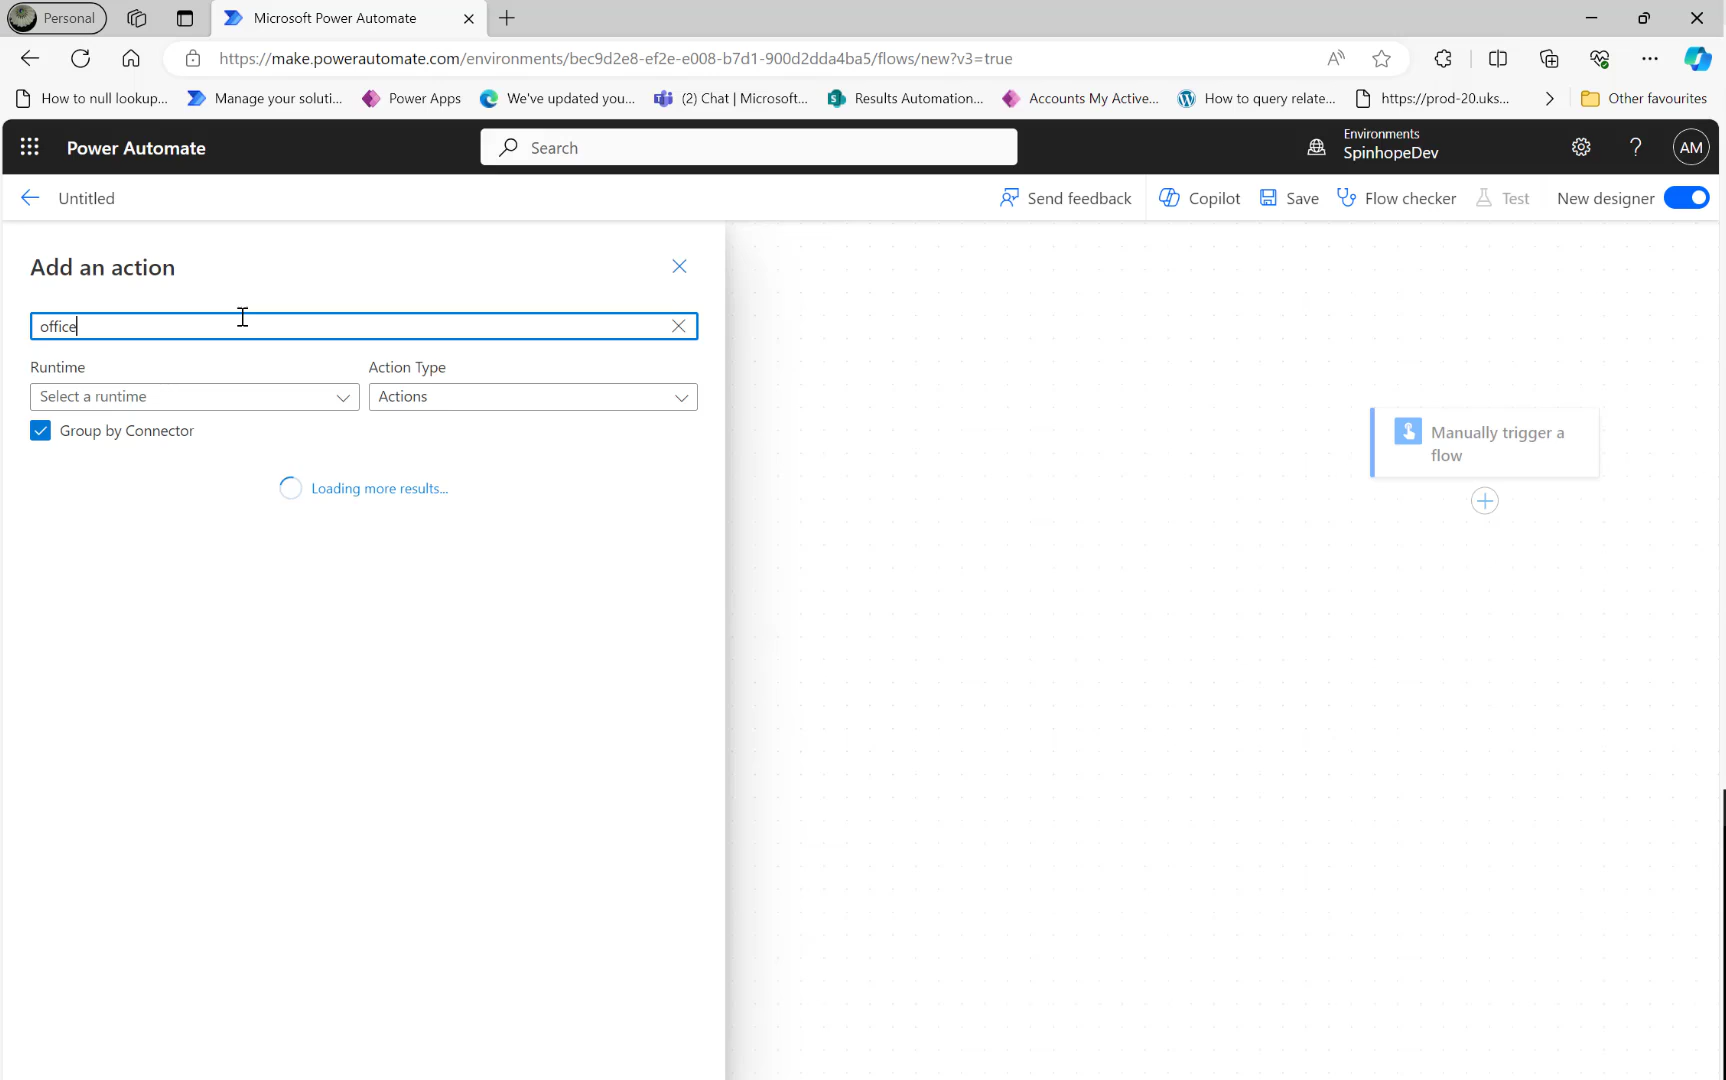 Personal
Microsoft Power Automate
https://make.powerautomate.com/environments/bec9d2e8-ef2e-e008-b7d1-900d2dda4ba5/flows/new?v3=true
How to null lookup...
Manage your soluti...
Power Apps
We've updated you...
(2) Chat | Microsoft...
Results Automation...
Accounts My Active...
How to query relate...
https://prod-20.uks...
Other favourites
Power Automate
Search
Environments
SpinhopeDev
AM
Untitled
Send feedback
Copilot
Save
Flow checker
Test
New designer
Add an action
office
Runtime
Action Type
Select a runtime
Actions
Group by Connector
Loading more results...
Manually trigger a
flow